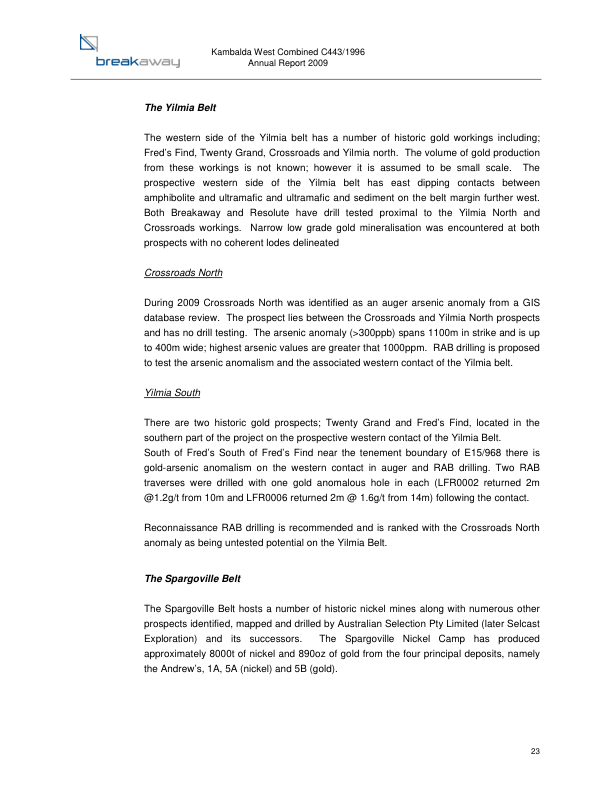 breakaway
Kambalda West Combined C443/1996
Annual Report 2009
The Yilmia Belt
The western side of the Yilmia belt has a number of historic gold workings including;
Fred's Find, Twenty Grand, Crossroads and Yilmia north.  The volume of gold production
from these workings is not known; however it is assumed to be small scale.  The
prospective western side of the Yilmia belt has east dipping contacts between
amphibolite and ultramafic and ultramafic and sediment on the belt margin further west.
Both Breakaway and Resolute have drill tested proximal to the Yilmia North and
Crossroads workings.  Narrow low grade gold mineralisation was encountered at both
prospects with no coherent lodes delineated
Crossroads North
During 2009 Crossroads North was identified as an auger arsenic anomaly from a GIS
database review.  The prospect lies between the Crossroads and Yilmia North prospects
and has no drill testing.  The arsenic anomaly (>300ppb) spans 1100m in strike and is up
to 400m wide; highest arsenic values are greater that 1000ppm.  RAB drilling is proposed
to test the arsenic anomalism and the associated western contact of the Yilmia belt.
Yilmia South
There are two historic gold prospects; Twenty Grand and Fred's Find, located in the
southern part of the project on the prospective western contact of the Yilmia Belt.
South of Fred's South of Fred's Find near the tenement boundary of E15/968 there is
gold-arsenic anomalism on the western contact in auger and RAB drilling. Two RAB
traverses were drilled with one gold anomalous hole in each (LFR0002 returned 2m
@1.2g/t from 10m and LFR0006 returned 2m @ 1.6g/t from 14m) following the contact.
Reconnaissance RAB drilling is recommended and is ranked with the Crossroads North
anomaly as being untested potential on the Yilmia Belt.
The Spargoville Belt
The Spargoville Belt hosts a number of historic nickel mines along with numerous other
prospects identified, mapped and drilled by Australian Selection Pty Limited (later Selcast
Exploration) and its successors.  The Spargoville Nickel Camp has produced
approximately 8000t of nickel and 890oz of gold from the four principal deposits, namely
the Andrew's, 1A, 5A (nickel) and 5B (gold).
23